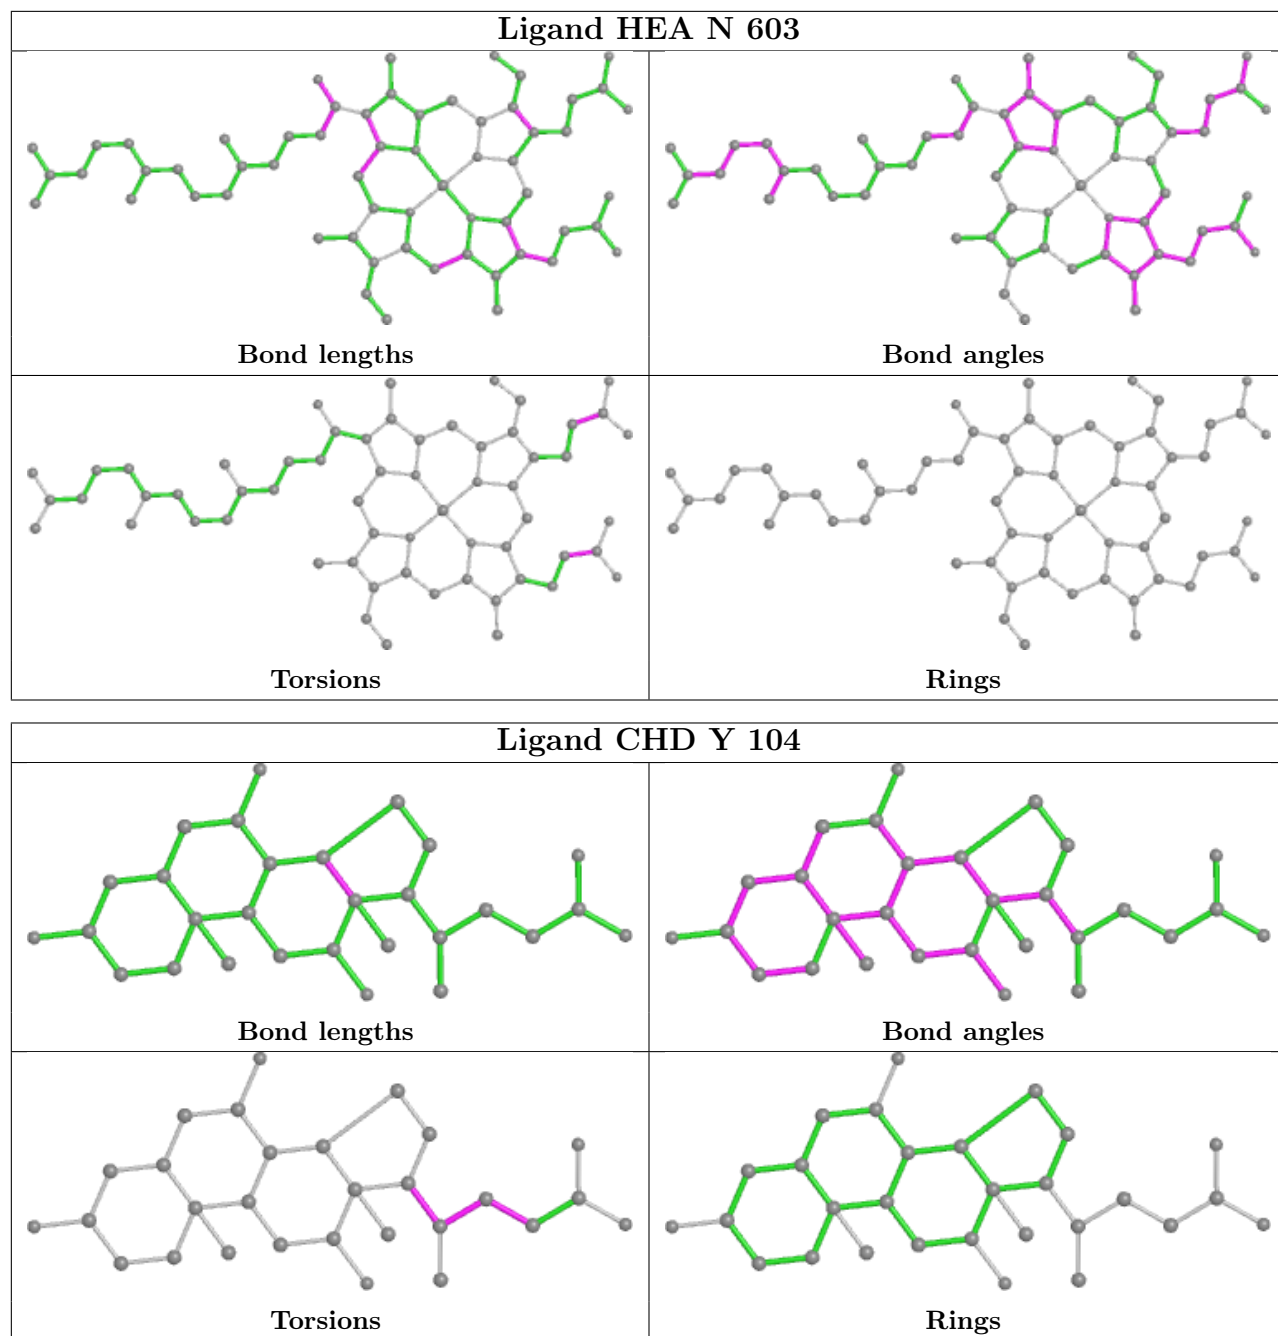 Ligand HEA N 603
Bond lengths
Bond angles
Torsions
Rings
Ligand CHD Y 104
Bond lengths
Bond angles
Torsions
Rings